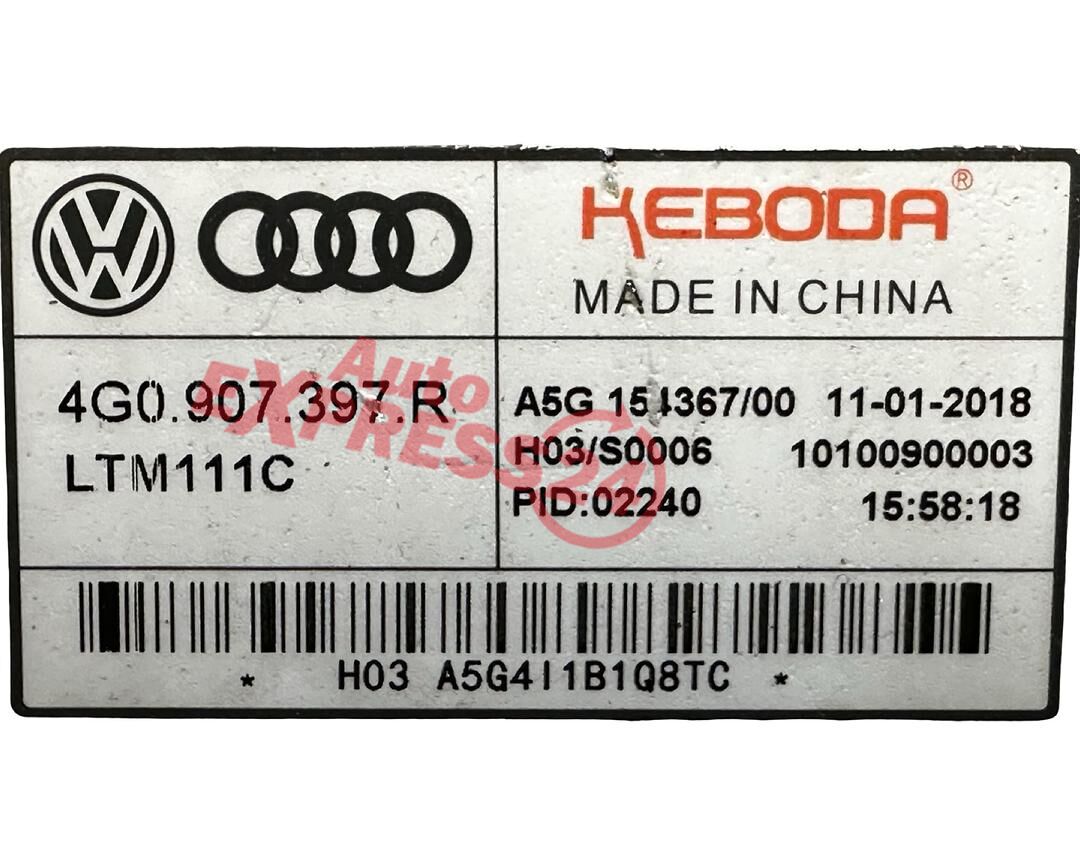 KEBODA®
MADE IN CHINA
4G0.907.397.R
LTM111C
A5G 154367/00 11-01-2018
H03/S0006 10100900003
PID:02240 15:58:18
Auto
EXPRESS24
* H03 A5G4I1B1Q8TC *